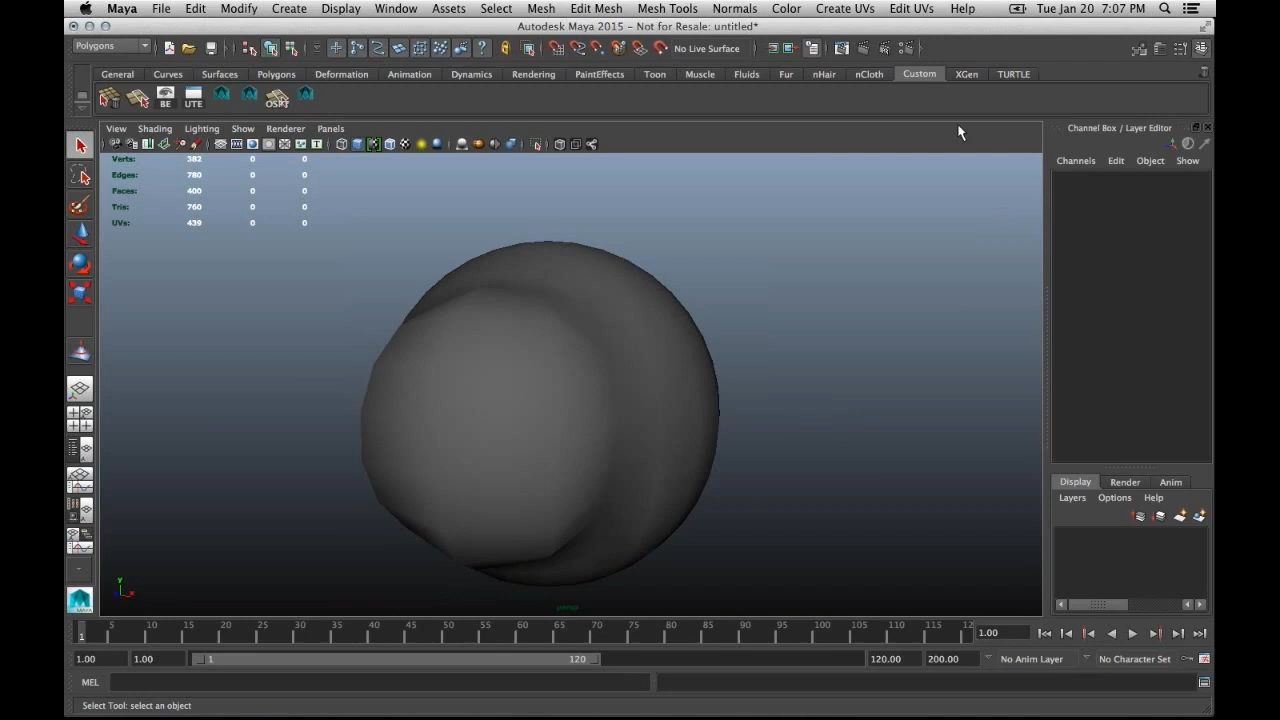 Maya File Edit Modify Create Display Window Assets Select Mesh Edit Mesh Mesh Tools Normals Color Create UVs Edit UVs Help Tue Jan 20 7:07 PM
Autodesk Maya 2015 - Not for Resale: untitled*
Polygons No Live Surface
General Curves Surfaces Polygons Deformation Animation Dynamics Rendering PaintEffects Toon Muscle Fluids Fur nHair nCloth Custom XGen TURTLE
BE UTE OSPT
View Shading Lighting Show Renderer Panels
Channel Box / Layer Editor
Channels Edit Object Show
Verts: 382 0 0
Edges: 780 0 0
Faces: 400 0 0
Tris: 760 0 0
UVs: 439 0 0
Display Render Anim
Layers Options Help
y
x
persp
MAYA
1 5 10 15 20 25 30 35 40 45 50 55 60 65 70 75 80 85 90 95 100 105 110 115 12 1.00
1.00 1.00 1 120 120.00 200.00 No Anim Layer No Character Set
MEL
Select Tool: select an object